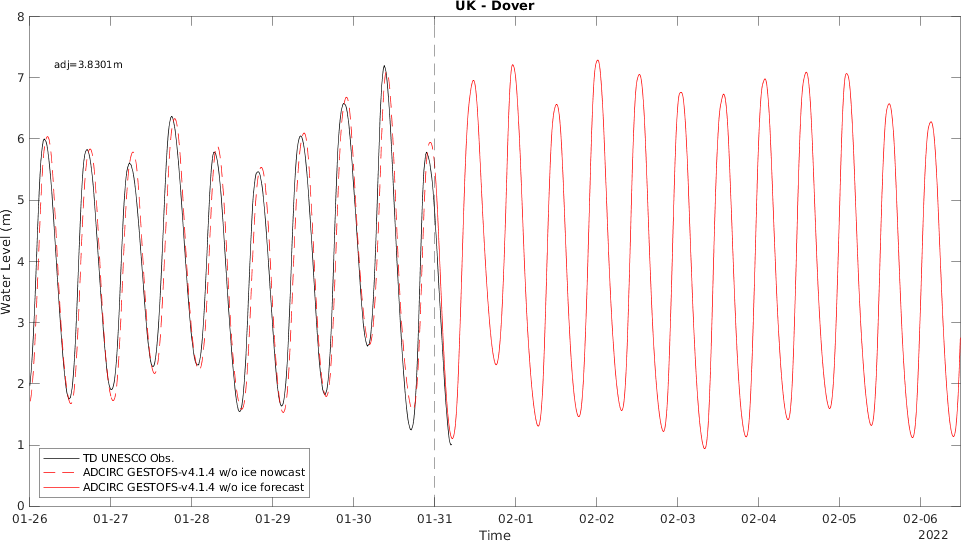 UK - Dover
adj=3.8301m
8
7
6
5
4
3
2
1
0
Water Level (m)
TD UNESCO Obs.
ADCIRC GESTOFS-v4.1.4 w/o ice nowcast
ADCIRC GESTOFS-v4.1.4 w/o ice forecast
01-26 01-27 01-28 01-29 01-30 01-31 02-01 02-02 02-03 02-04 02-05 02-06
Time
2022